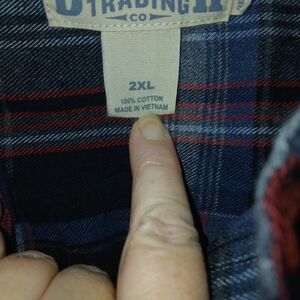 TRADING
CO
2XL
100% COTTON
MADE IN VIETNAM